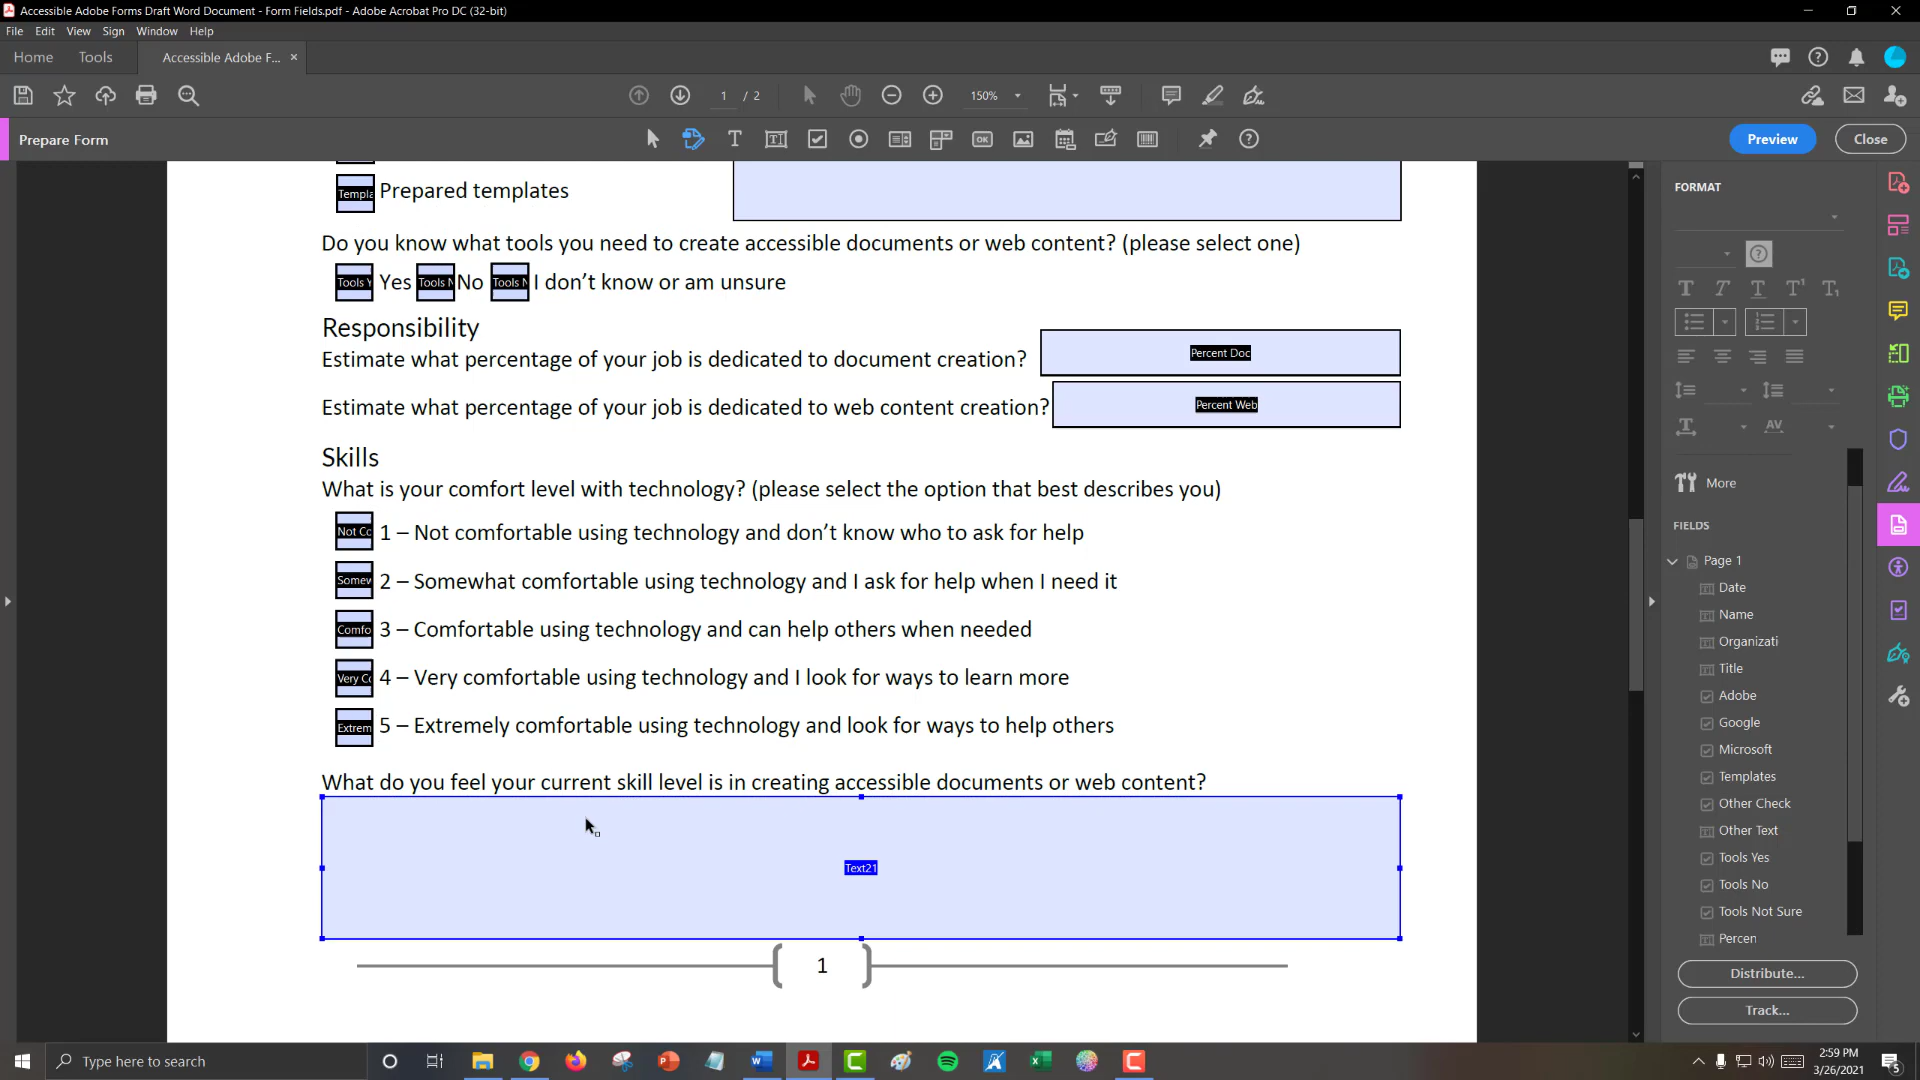 Accessible Adobe Forms Draft Word Document - Form Fields.pdf - Adobe Acrobat Pro DC (32-bit)
File Edit View Sign Window Help
Home Tools Accessible Adobe F... ×
1 / 2 150%
Prepare Form
OK
Preview Close
Templa Prepared templates
Do you know what tools you need to create accessible documents or web content? (please select one)
Tools Y Yes Tools N No Tools N I don’t know or am unsure
Responsibility
Estimate what percentage of your job is dedicated to document creation? Percent Doc
Estimate what percentage of your job is dedicated to web content creation? Percent Web
Skills
What is your comfort level with technology? (please select the option that best describes you)
Not Co 1 – Not comfortable using technology and don’t know who to ask for help
Somew 2 – Somewhat comfortable using technology and I ask for help when I need it
Comfo 3 – Comfortable using technology and can help others when needed
Very Co 4 – Very comfortable using technology and I look for ways to learn more
Extrem 5 – Extremely comfortable using technology and look for ways to help others
What do you feel your current skill level is in creating accessible documents or web content?
Text21
1
FORMAT
More
FIELDS
Page 1
Date
Name
Organizati
Title
Adobe
Google
Microsoft
Templates
Other Check
Other Text
Tools Yes
Tools No
Tools Not Sure
Percen
Distribute...
Track...
Type here to search
2:59 PM
3/26/2021
5